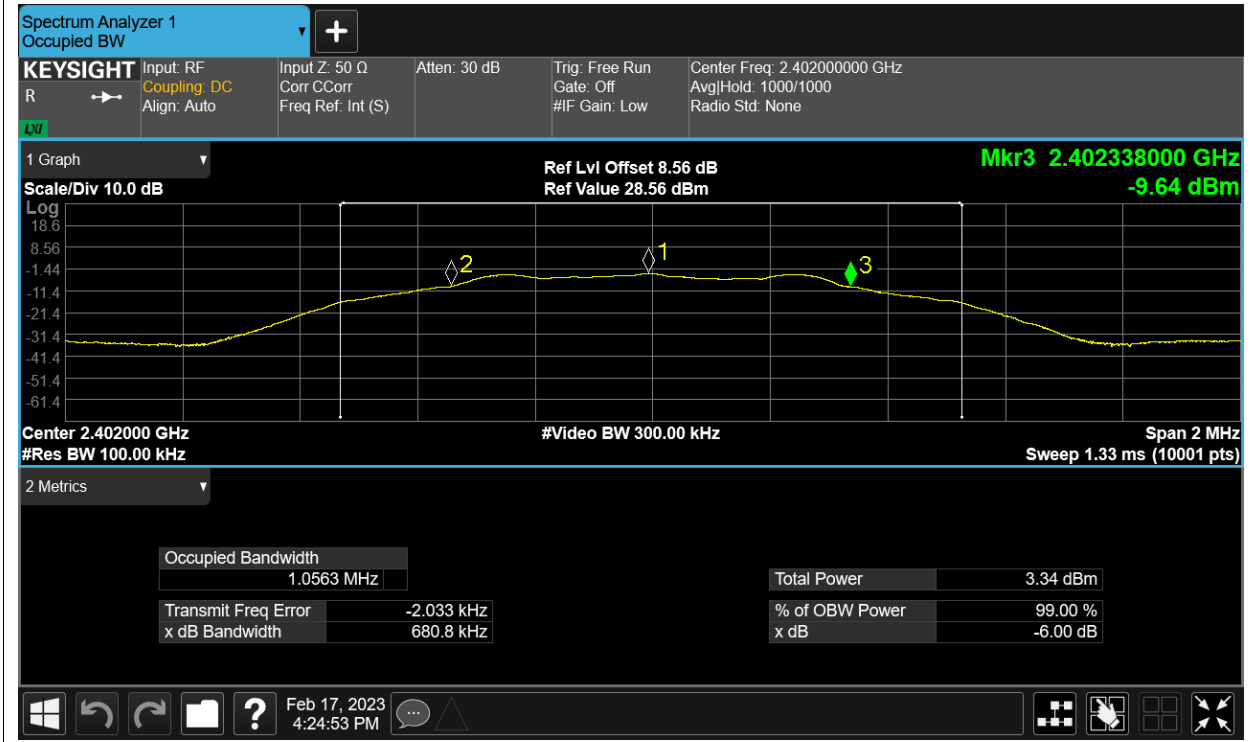 Spectrum Analyzer 1
Occupied BW
KEYSIGHT
R
LXI
Input: RF
Coupling: DC
Align: Auto
Input Z: 50 Ω
Corr CCorr
Freq Ref: Int (S)
Atten: 30 dB
Trig: Free Run
Gate: Off
#IF Gain: Low
Center Freq: 2.402000000 GHz
Avg|Hold: 1000/1000
Radio Std: None
1 Graph
Scale/Div 10.0 dB
Ref Lvl Offset 8.56 dB
Ref Value 28.56 dBm
Mkr3 2.402338000 GHz
-9.64 dBm
Log
18.6
8.56
-1.44
-11.4
-21.4
-31.4
-41.4
-51.4
-61.4
2
1
3
Center 2.402000 GHz
#Res BW 100.00 kHz
#Video BW 300.00 kHz
Span 2 MHz
Sweep 1.33 ms (10001 pts)
2 Metrics
Occupied Bandwidth
1.0563 MHz
Transmit Freq Error -2.033 kHz
x dB Bandwidth 680.8 kHz
Total Power 3.34 dBm
% of OBW Power 99.00 %
x dB -6.00 dB
?
Feb 17, 2023
4:24:53 PM